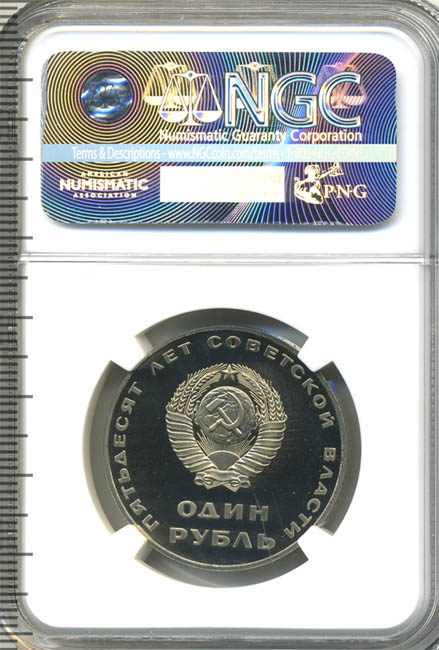 NGC
Numismatic Guaranty Corporation
Terms & Descriptions - www.NGCcoin.com/terms
AMERICAN
NUMISMATIC
ASSOCIATION
PNG
ПЯТЬДЕСЯТ ЛЕТ СОВЕТСКОЙ ВЛАСТИ
ОДИН
РУБЛЬ